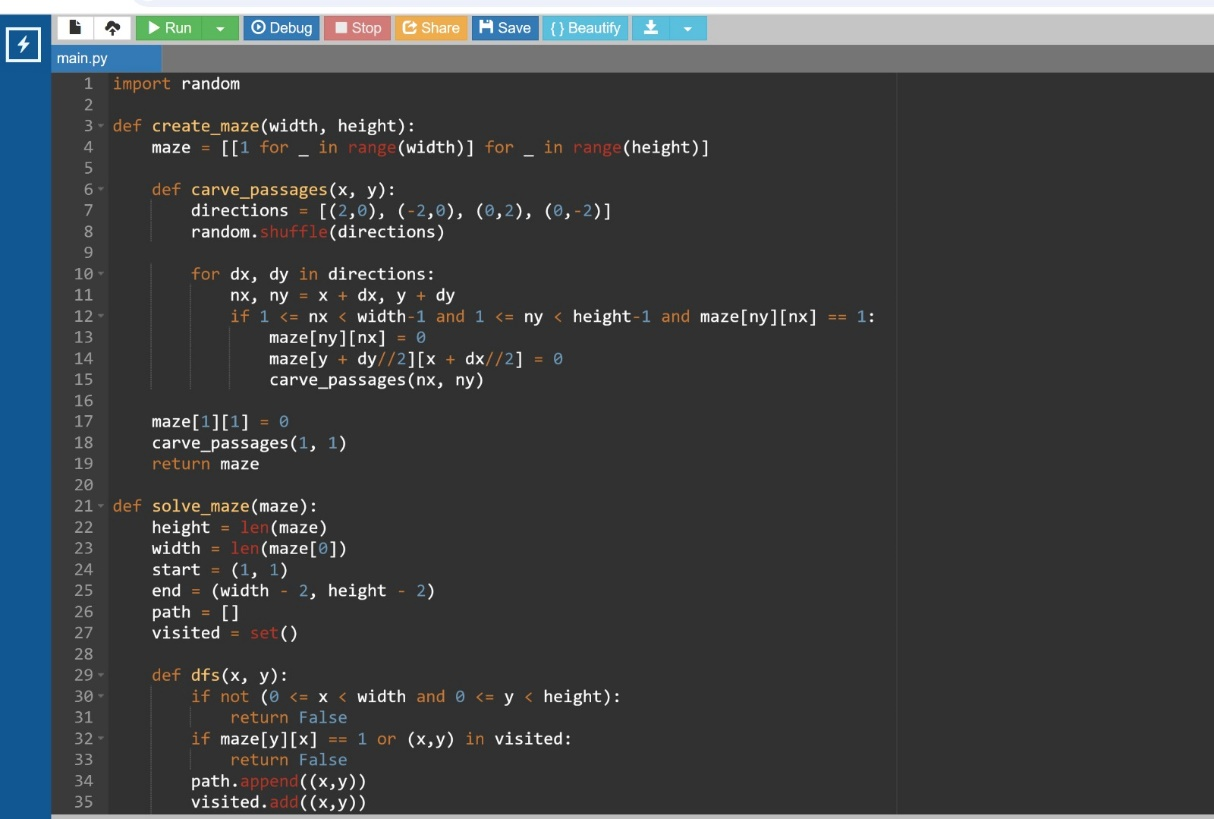 Run Debug Stop Share Save { } Beautify
main.py
1 import random
2
3 def create_maze(width, height):
4     maze = [[1 for _ in range(width)] for _ in range(height)]
5
6     def carve_passages(x, y):
7         directions = [(2,0), (-2,0), (0,2), (0,-2)]
8         random.shuffle(directions)
9
10         for dx, dy in directions:
11             nx, ny = x + dx, y + dy
12             if 1 <= nx < width-1 and 1 <= ny < height-1 and maze[ny][nx] == 1:
13                 maze[ny][nx] = 0
14                 maze[y + dy//2][x + dx//2] = 0
15                 carve_passages(nx, ny)
16
17     maze[1][1] = 0
18     carve_passages(1, 1)
19     return maze
20
21 def solve_maze(maze):
22     height = len(maze)
23     width = len(maze[0])
24     start = (1, 1)
25     end = (width - 2, height - 2)
26     path = []
27     visited = set()
28
29     def dfs(x, y):
30         if not (0 <= x < width and 0 <= y < height):
31             return False
32         if maze[y][x] == 1 or (x,y) in visited:
33             return False
34         path.append((x,y))
35         visited.add((x,y))